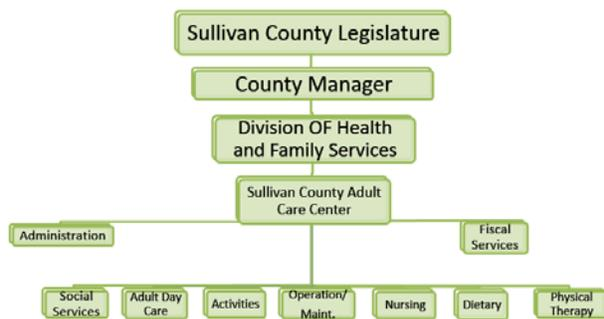 Sullivan County Legislature
County Manager
Division OF Health
and Family Services
Sullivan County Adult
Care Center
Administration
Fiscal
Services
Social
Services
Adult Day
Care
Activities
Operation/
Maint.
Nursing
Dietary
Physical
Therapy